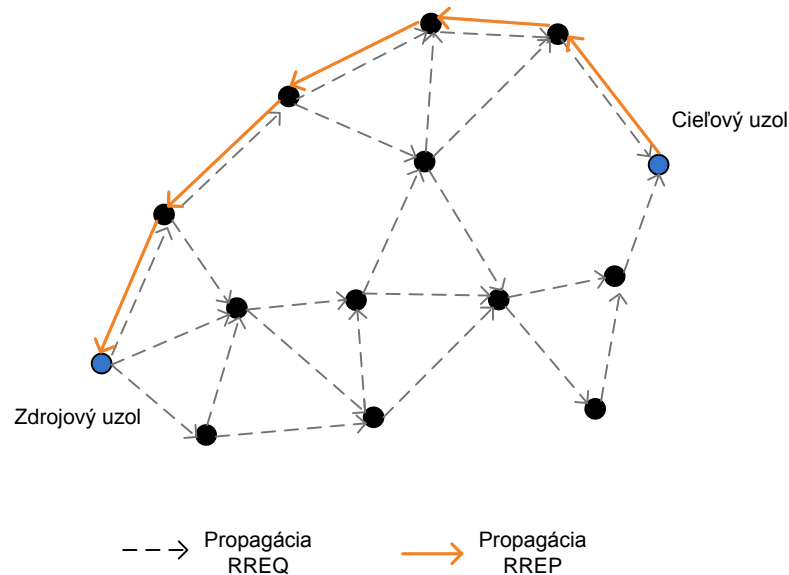 Cieľový uzol
Zdrojový uzol
Propagácia
RREQ
Propagácia
RREP